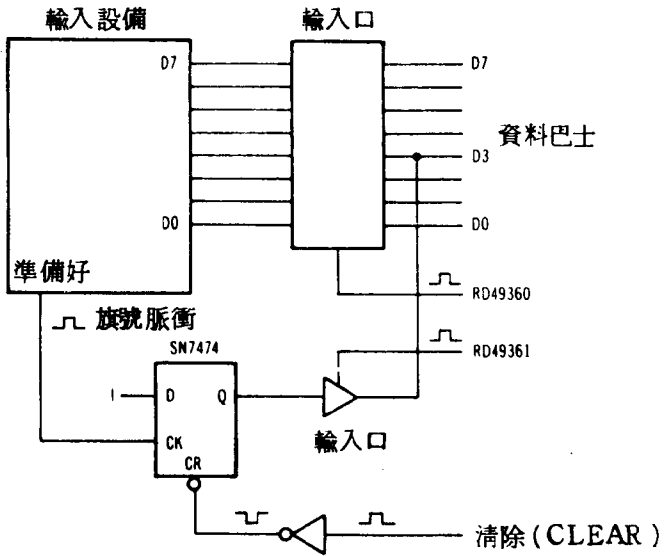 輸入設備
輸入口
D7
D7
資料巴士
D3
D0
D0
準備好
RD49360
旗號脈衝
RD49361
SN7474
1
D
Q
CK
CR
輸入口
清除(CLEAR)